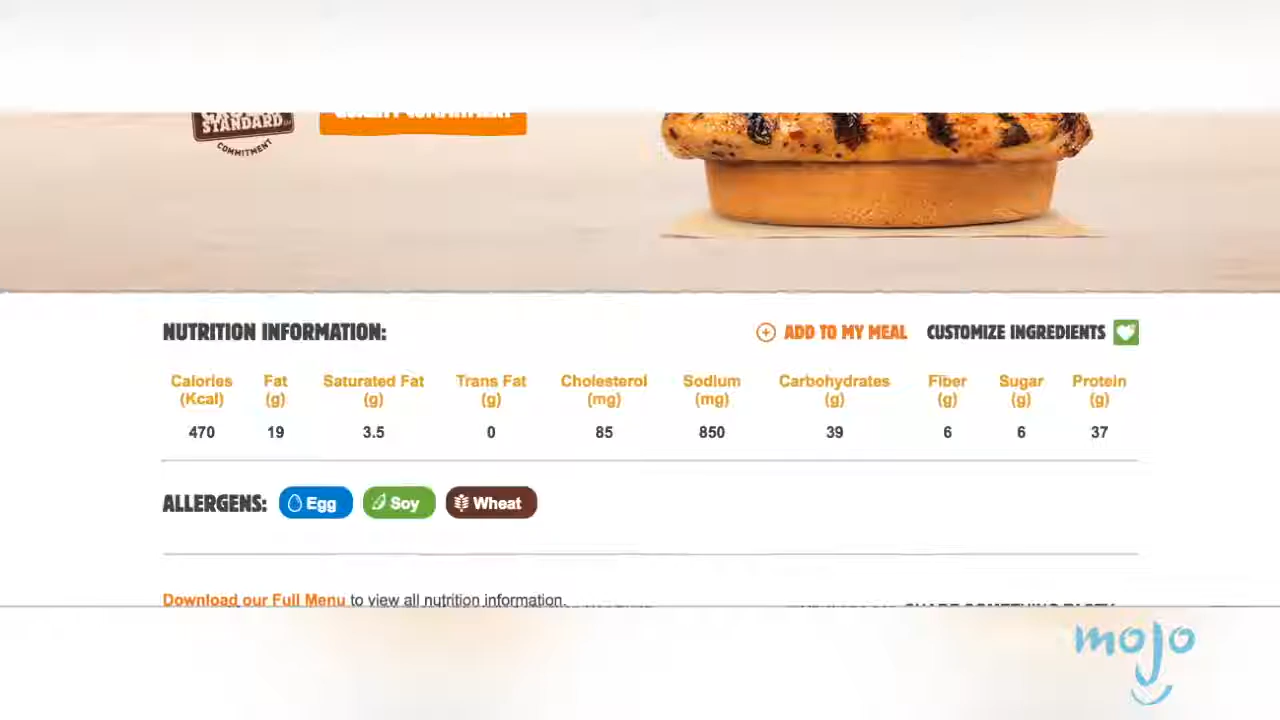 STANDARD
COMMITMENT
NUTRITION INFORMATION:
ADD TO MY MEAL CUSTOMIZE INGREDIENTS
Calories Fat Saturated Fat Trans Fat Cholesterol Sodium Carbohydrates Fiber Sugar Protein
(Kcal) (g) (g) (g) (mg) (mg) (g) (g) (g) (g)
470 19 3.5 0 85 850 39 6 6 37
ALLERGENS: Egg Soy Wheat
Download our Full Menu to view all nutrition information.
mojo